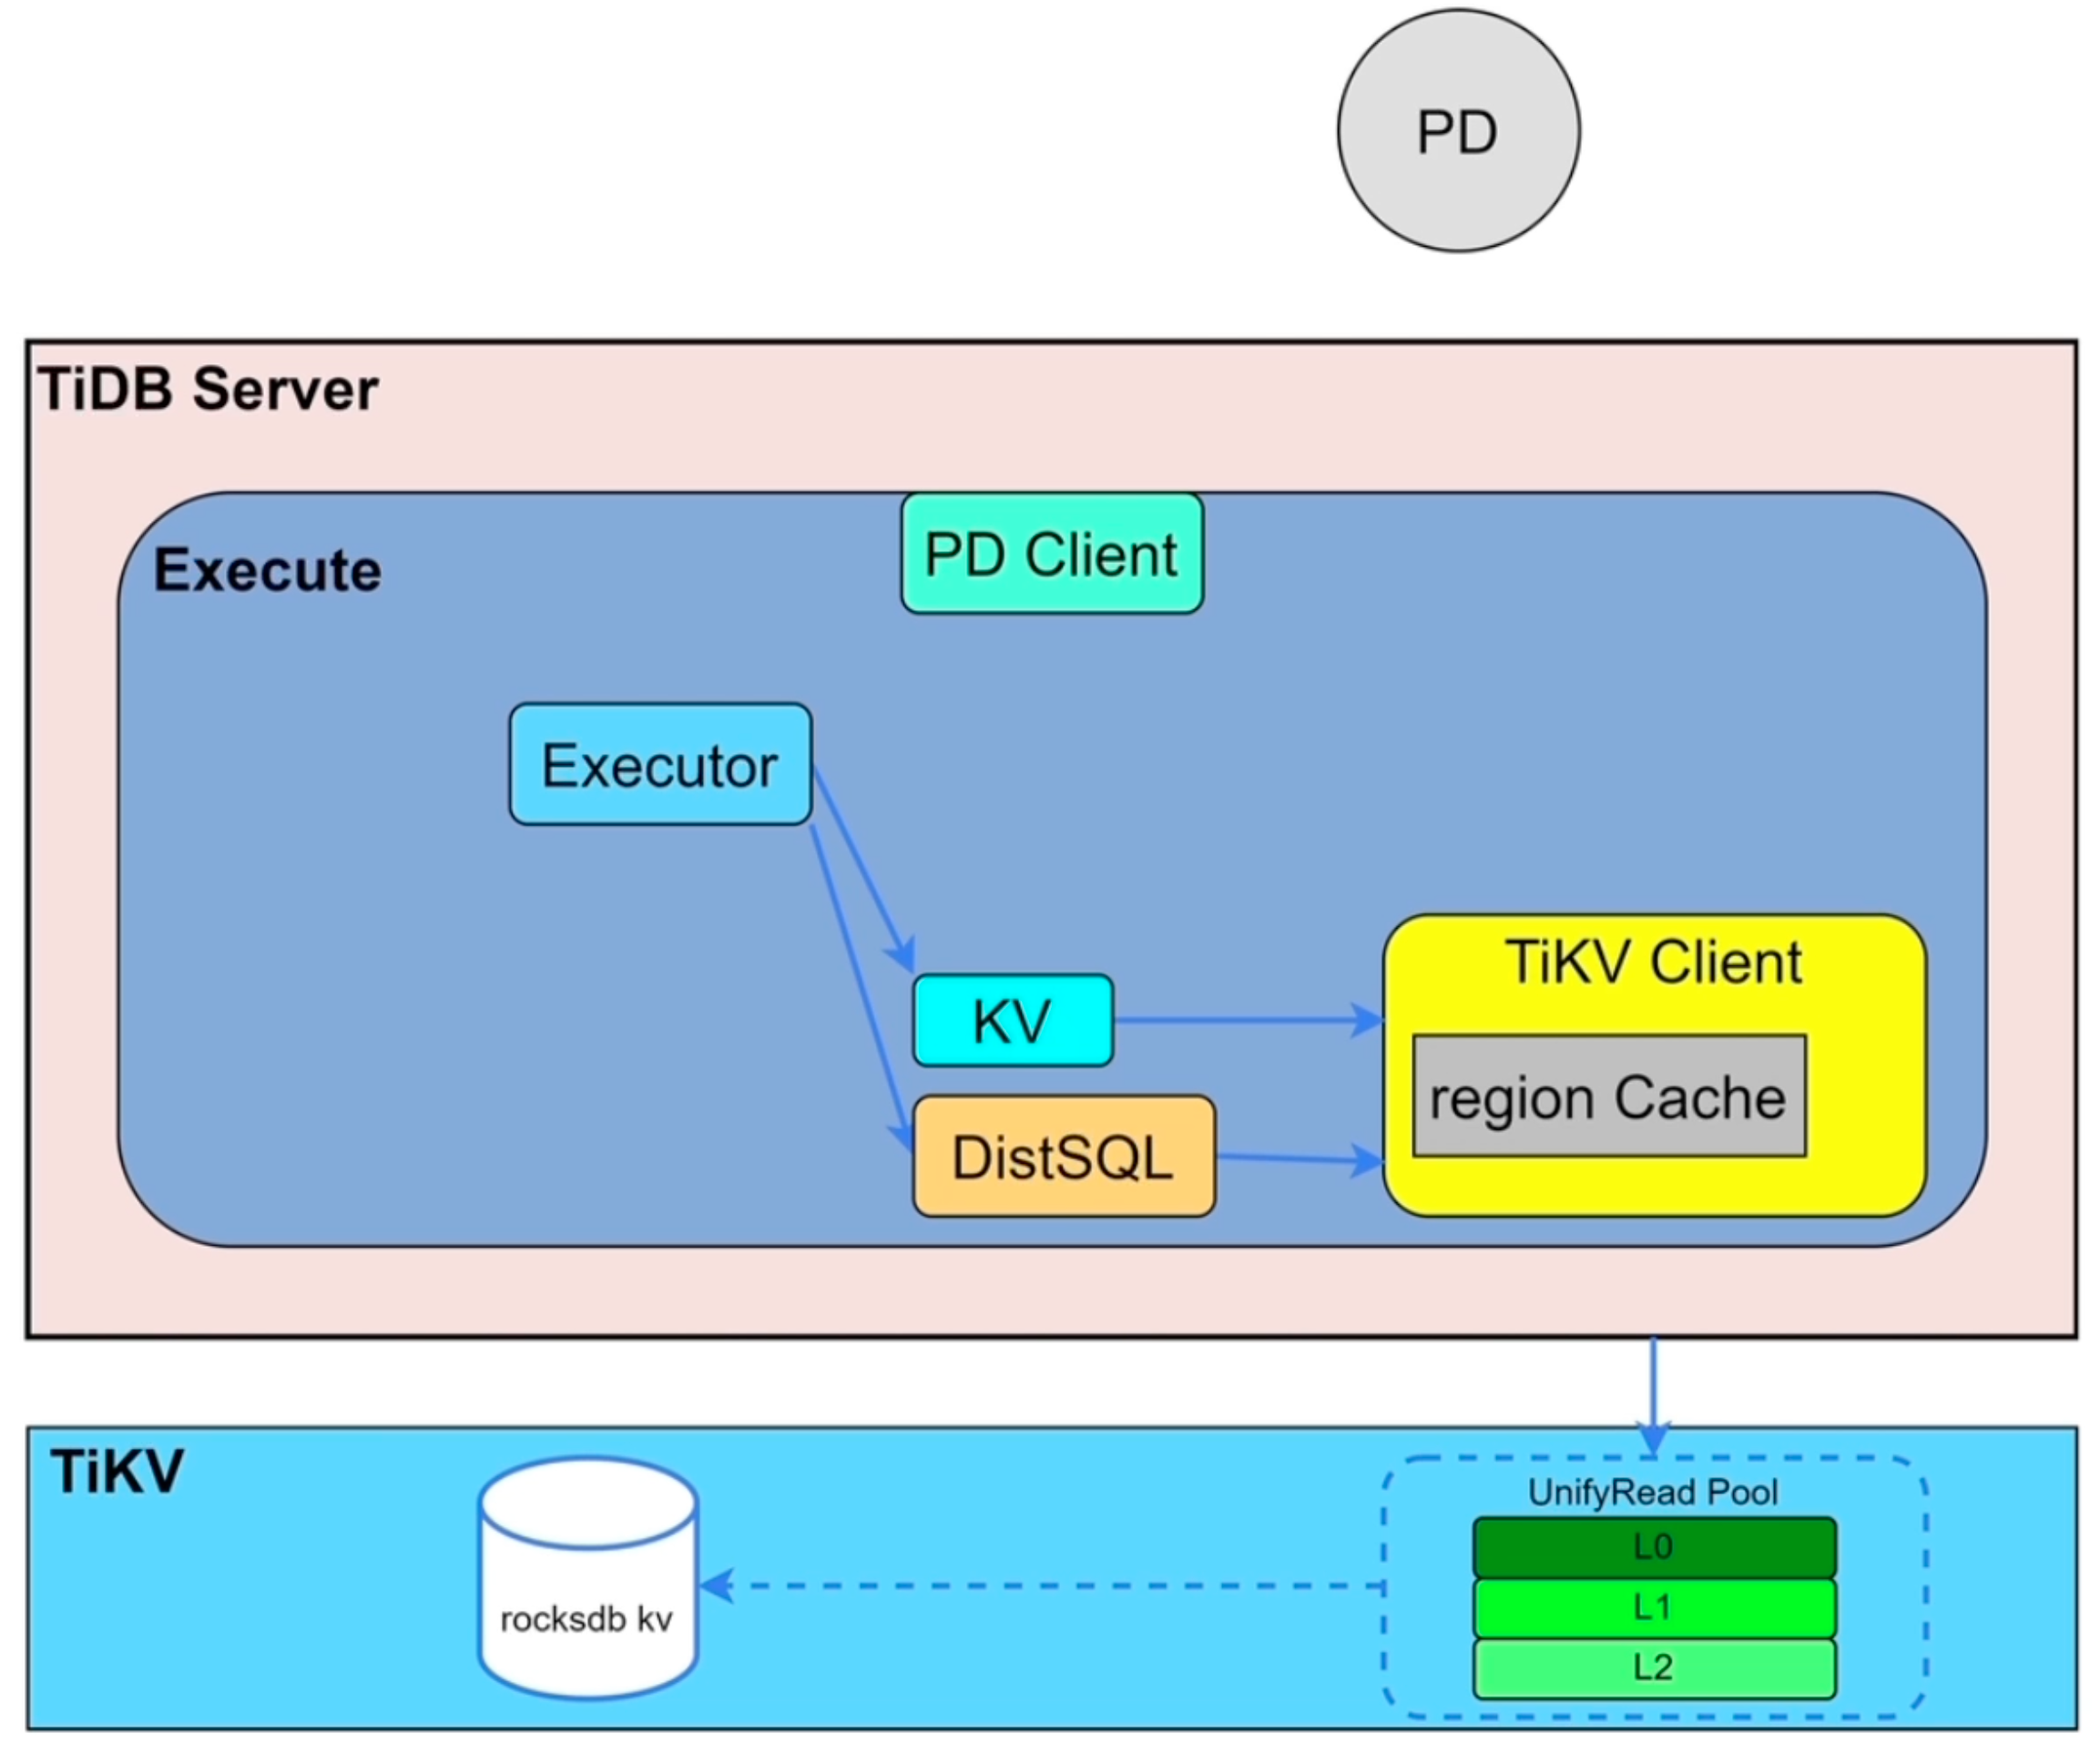 PD
TiDB Server
PD Client
Execute
Executor
TiKV Client
KV
region Cache
DistSQL
TiKV
UnifyRead Pool
L0
L1
rocksdb kv
L2